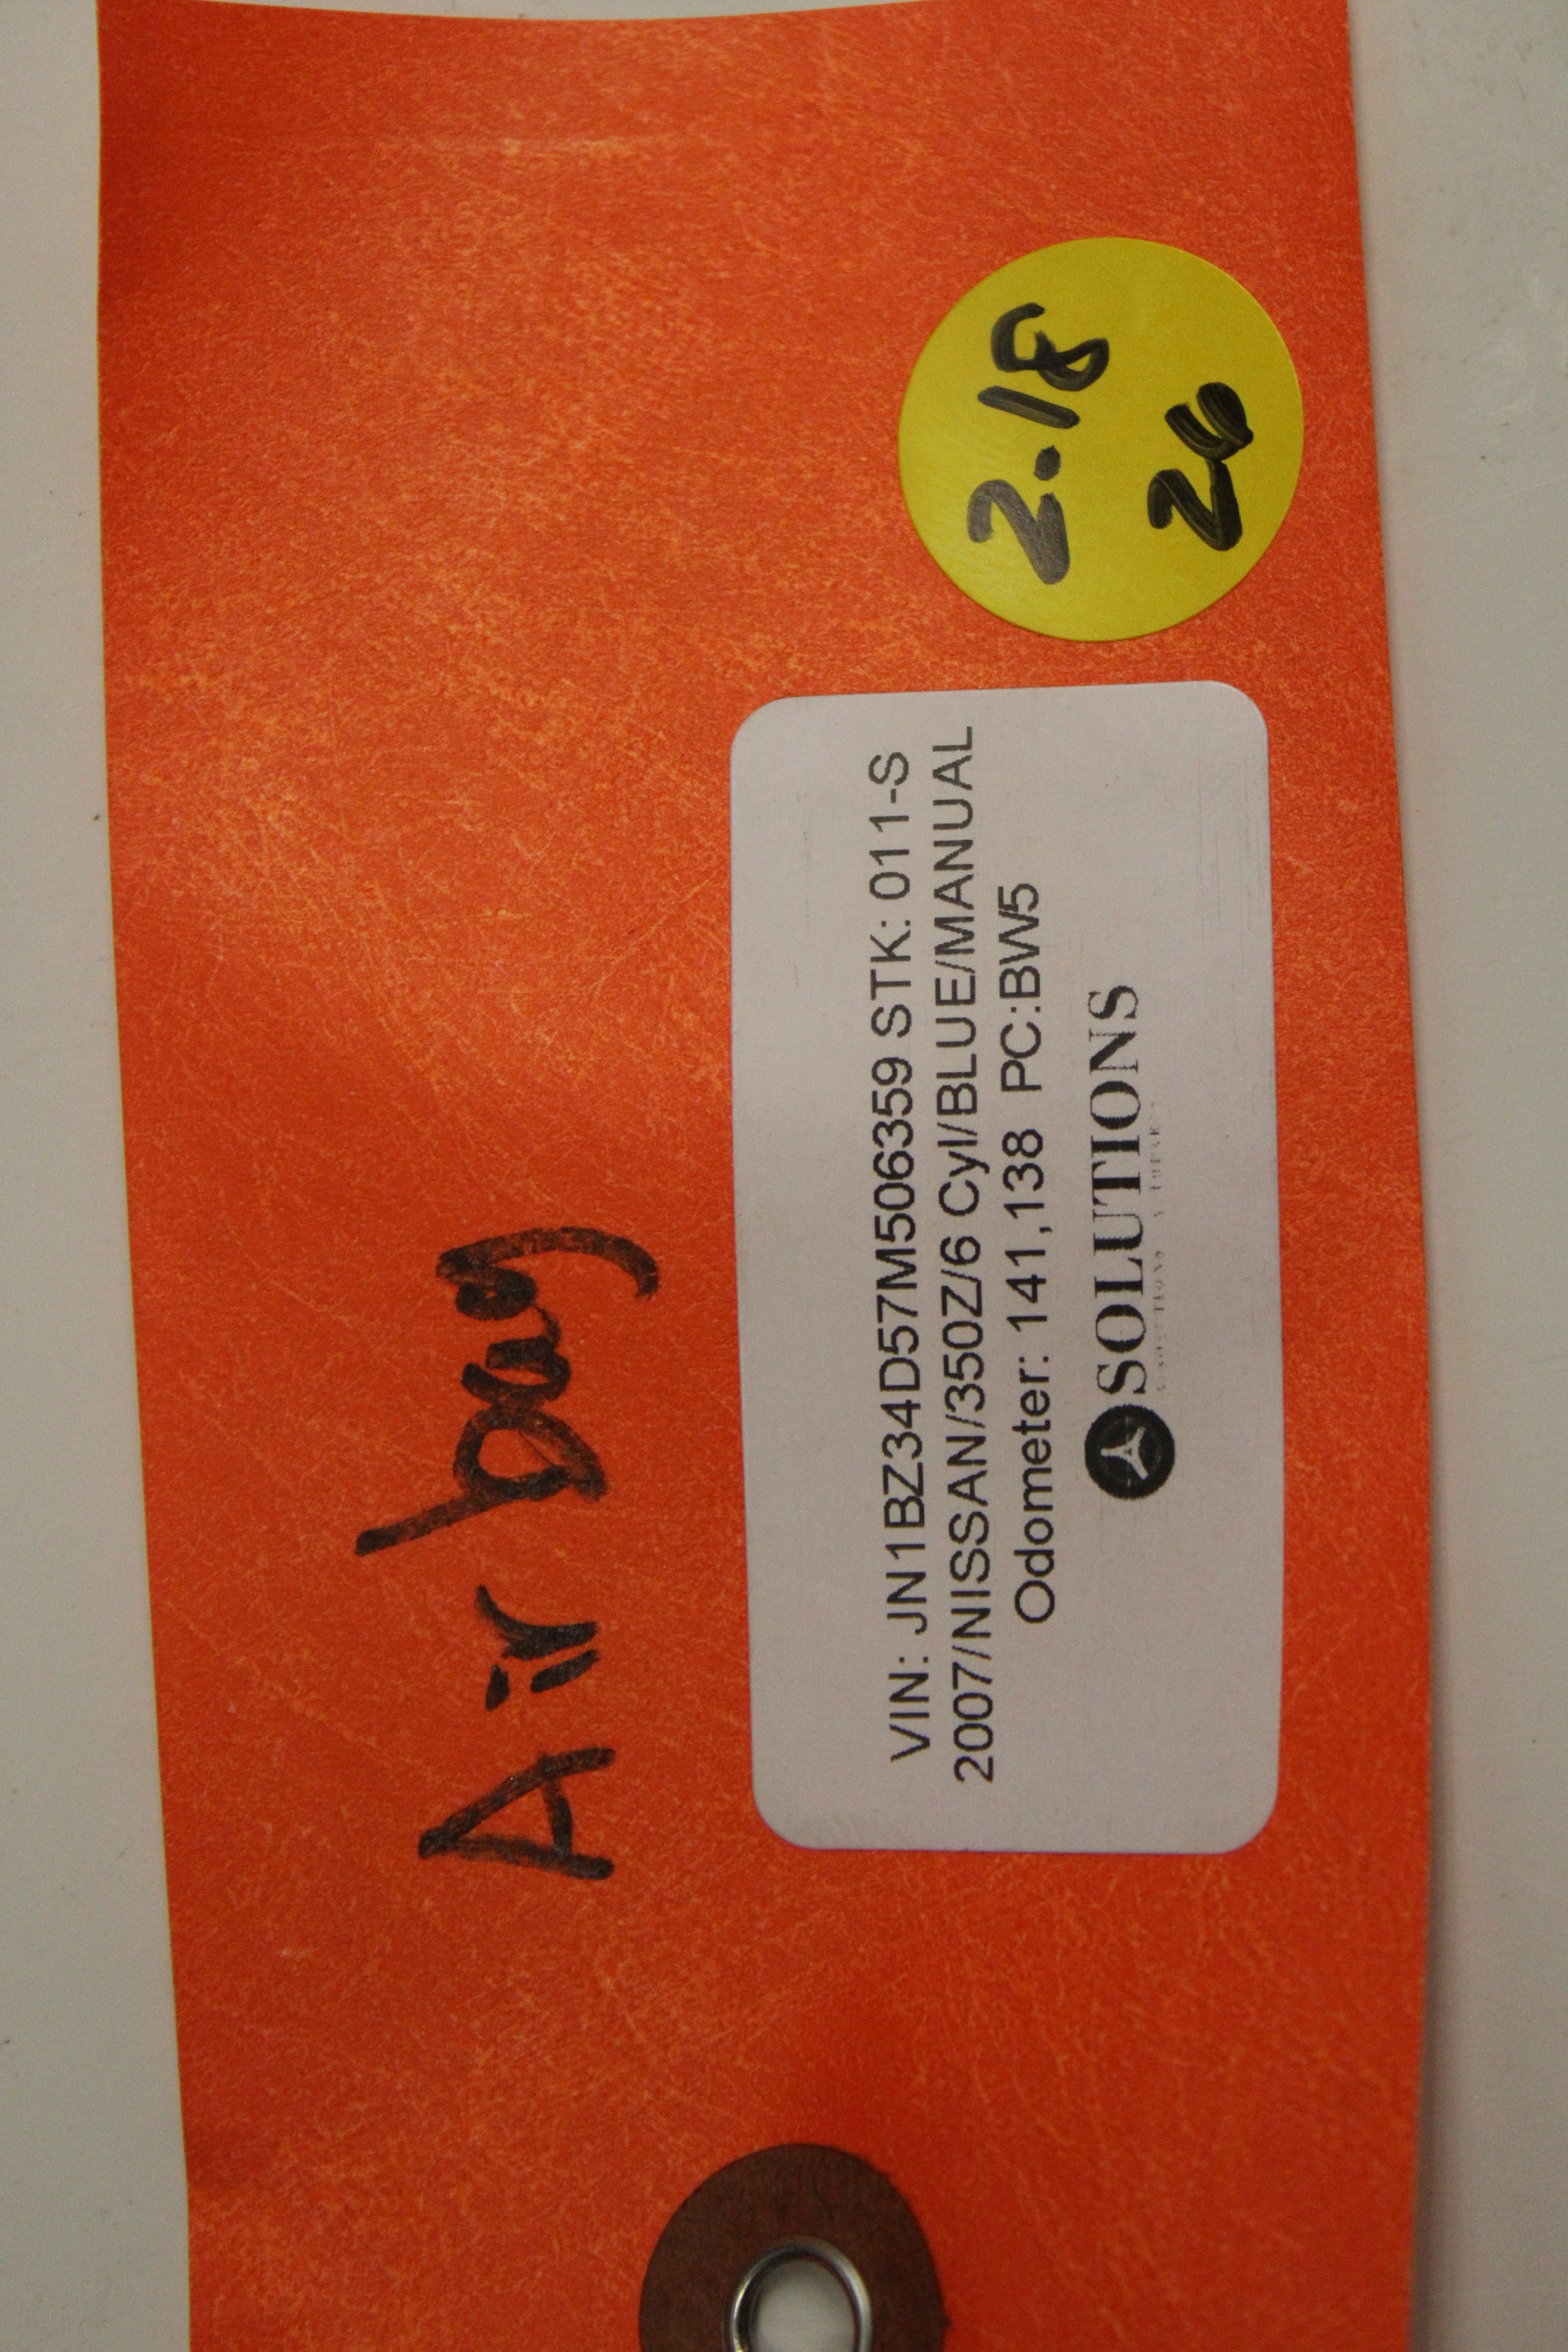 Air bag
VIN: JN1BZ34D57M506359 STK: 011-S
2007/NISSAN/350Z/6 Cyl/BLUE/MANUAL
Odometer: 141,138 PC:BW5
SOLUTIONS
2-18
26